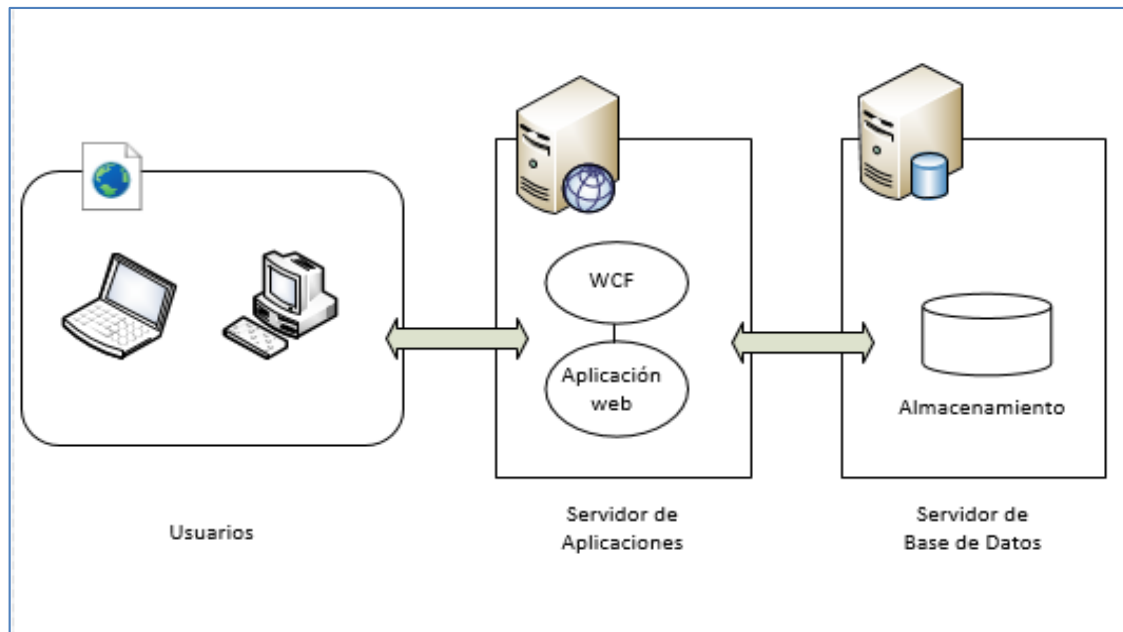 WCF
Aplicación
web
Almacenamiento
Usuarios
Servidor de
Aplicaciones
Servidor de
Base de Datos